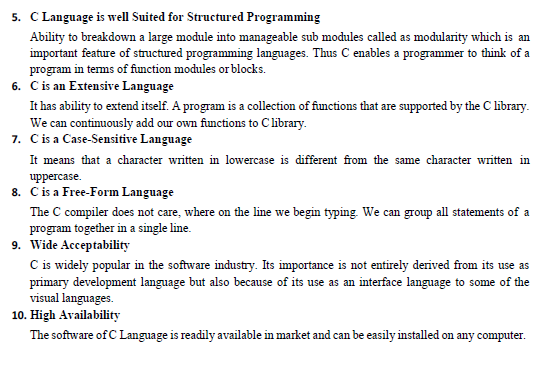 5. C Language is well Suited for Structured Programming
Ability to breakdown a large module into manageable sub modules called as modularity which is an
important feature of structured programming languages. Thus C enables a programmer to think of a
program in terms of function modules or blocks.
6. C is an Extensive Language
It has ability to extend itself. A program is a collection of functions that are supported by the C library.
We can continuously add our own functions to C library.
7. C is a Case-Sensitive Language
It means that a character written in lowercase is different from the same character written in
uppercase.
8. C is a Free-Form Language
The C compiler does not care, where on the line we begin typing. We can group all statements of a
program together in a single line.
9. Wide Acceptability
C is widely popular in the software industry. Its importance is not entirely derived from its use as
primary development language but also because of its use as an interface language to some of the
visual languages.
10. High Availability
The software of C Language is readily available in market and can be easily installed on any computer.